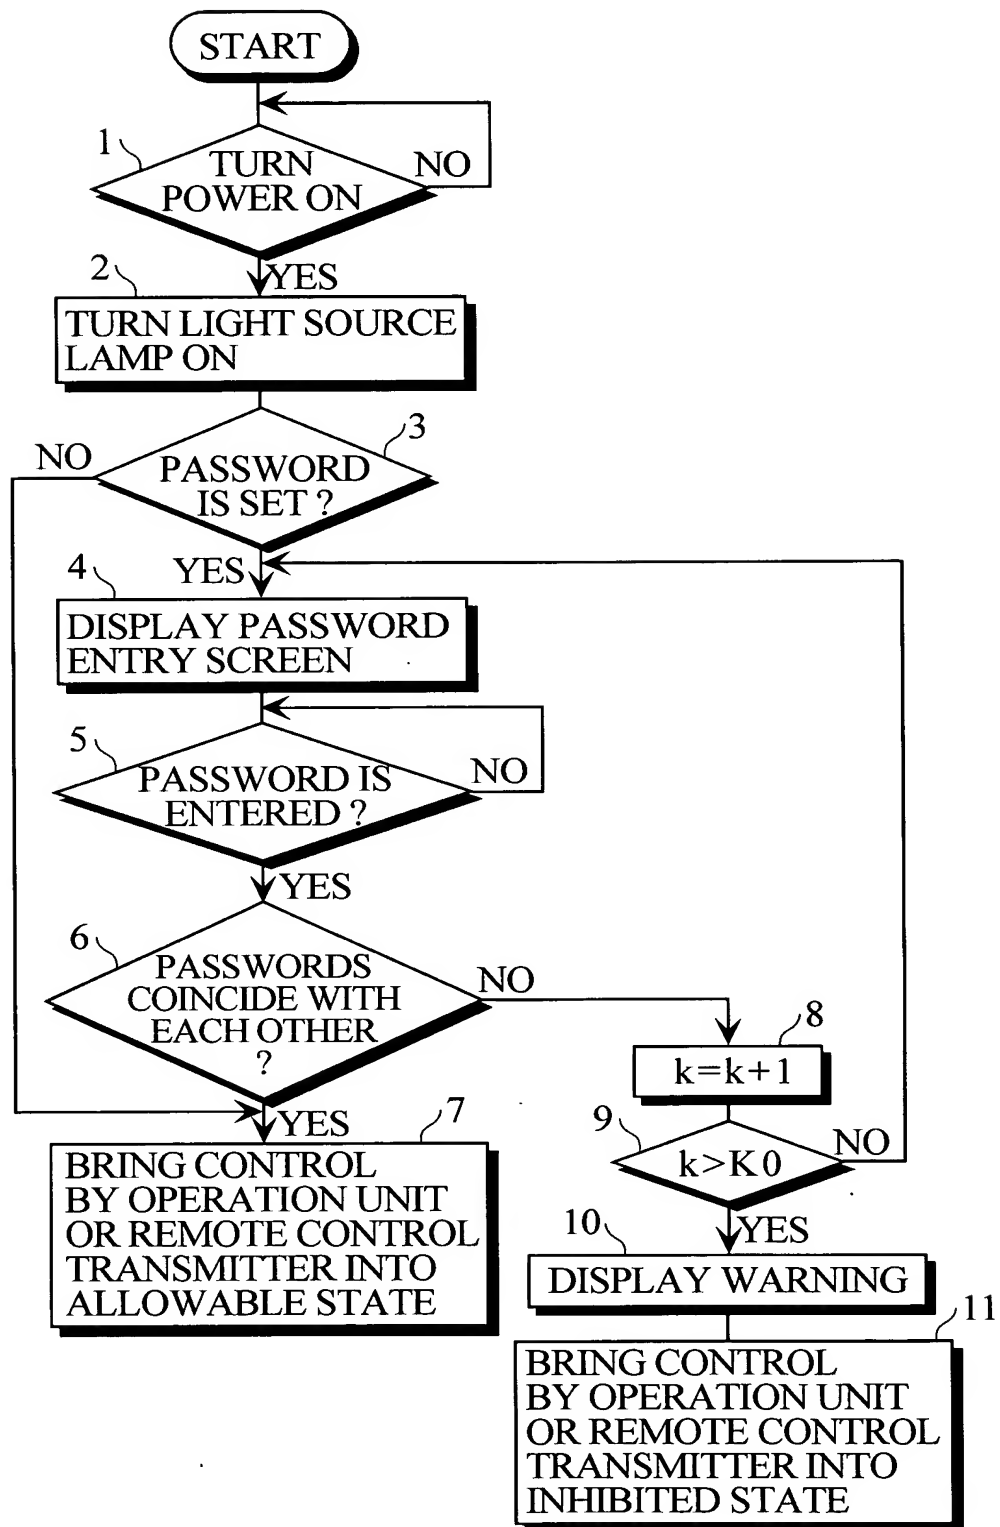 START
1
TURN
POWER ON
NO
YES
2
TURN LIGHT SOURCE
LAMP ON
3
NO
PASSWORD
IS SET ?
YES
4
DISPLAY PASSWORD
ENTRY SCREEN
5
PASSWORD IS
ENTERED ?
NO
YES
6
PASSWORDS
COINCIDE WITH
EACH OTHER
?
NO
YES
7
BRING CONTROL
BY OPERATION UNIT
OR REMOTE CONTROL
TRANSMITTER INTO
ALLOWABLE STATE
8
k=k+1
9
k>K0
NO
YES
10
DISPLAY WARNING
11
BRING CONTROL
BY OPERATION UNIT
OR REMOTE CONTROL
TRANSMITTER INTO
INHIBITED STATE